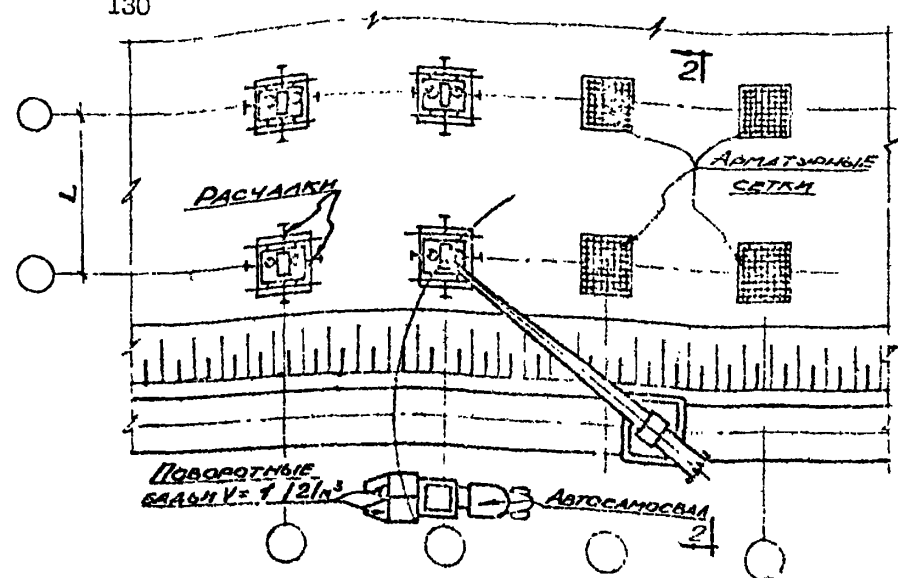 130
2
АРМАТУРНЫЕ
СЕТКИ
L
РАСЧАЛКИ
ПОВОРОТНЫЕ
БАДЬИ V = 1 /2/м³
АВТОСАМОСВАЛ
2